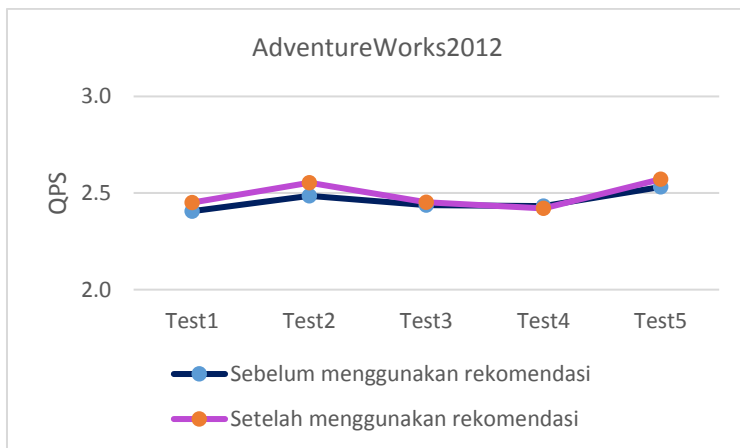 AdventureWorks2012
3.0
2.5
2.0
QPS
Test1 Test2 Test3 Test4 Test5
Sebelum menggunakan rekomendasi
Setelah menggunakan rekomendasi